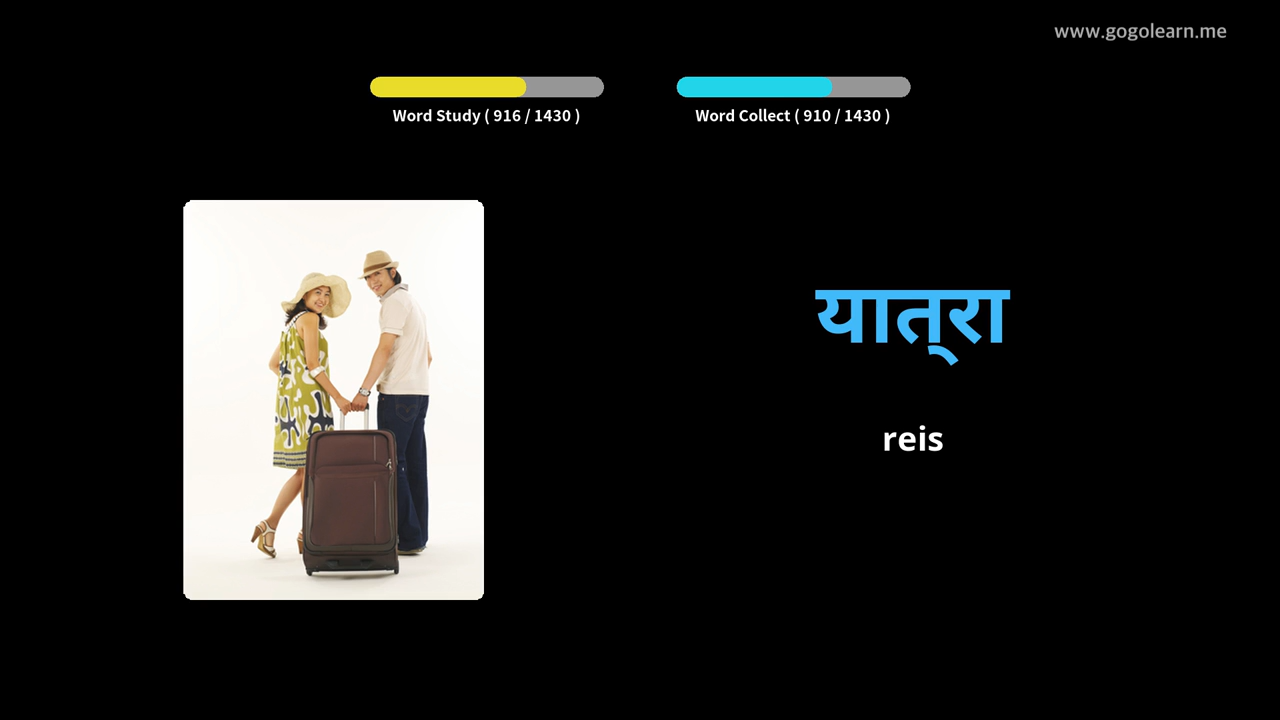 www.gogolearn.me
Word Study ( 916 / 1430 )
Word Collect ( 910 / 1430 )
यात्रा
reis